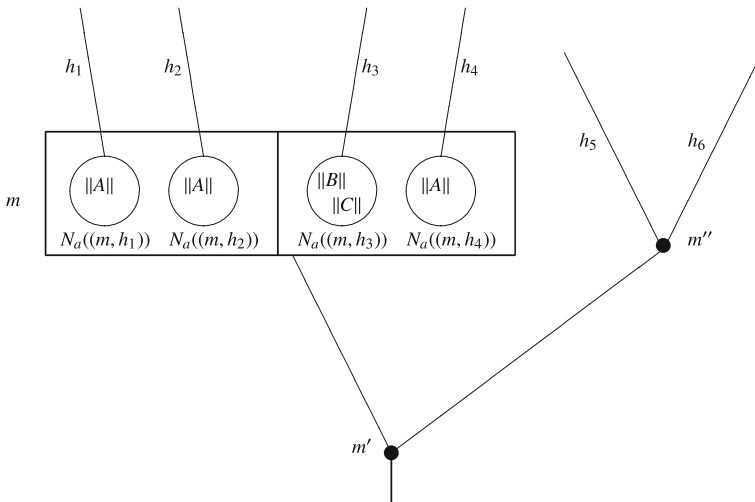 h₁ h₂ h₃ h₄
h₅ h₆
‖A‖ ‖A‖ ‖B‖ ‖A‖
‖C‖
m
Nₐ((m, h₁)) Nₐ((m, h₂)) Nₐ((m, h₃)) Nₐ((m, h₄))
m′′
m′